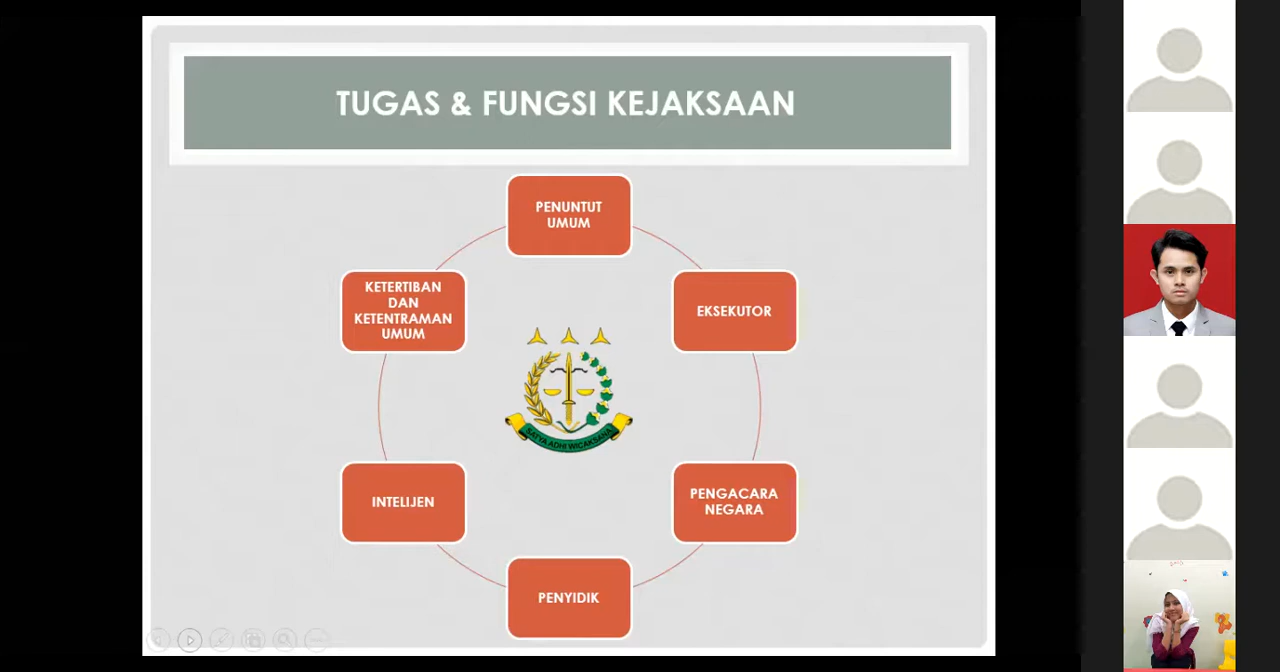 TUGAS & FUNGSI KEJAKSAAN
PENUNTUT
UMUM
EKSEKUTOR
PENGACARA
NEGARA
PENYIDIK
INTELIJEN
KETERTIBAN
DAN
KETENTRAMAN
UMUM
SATYA ADHI WICAKSANA